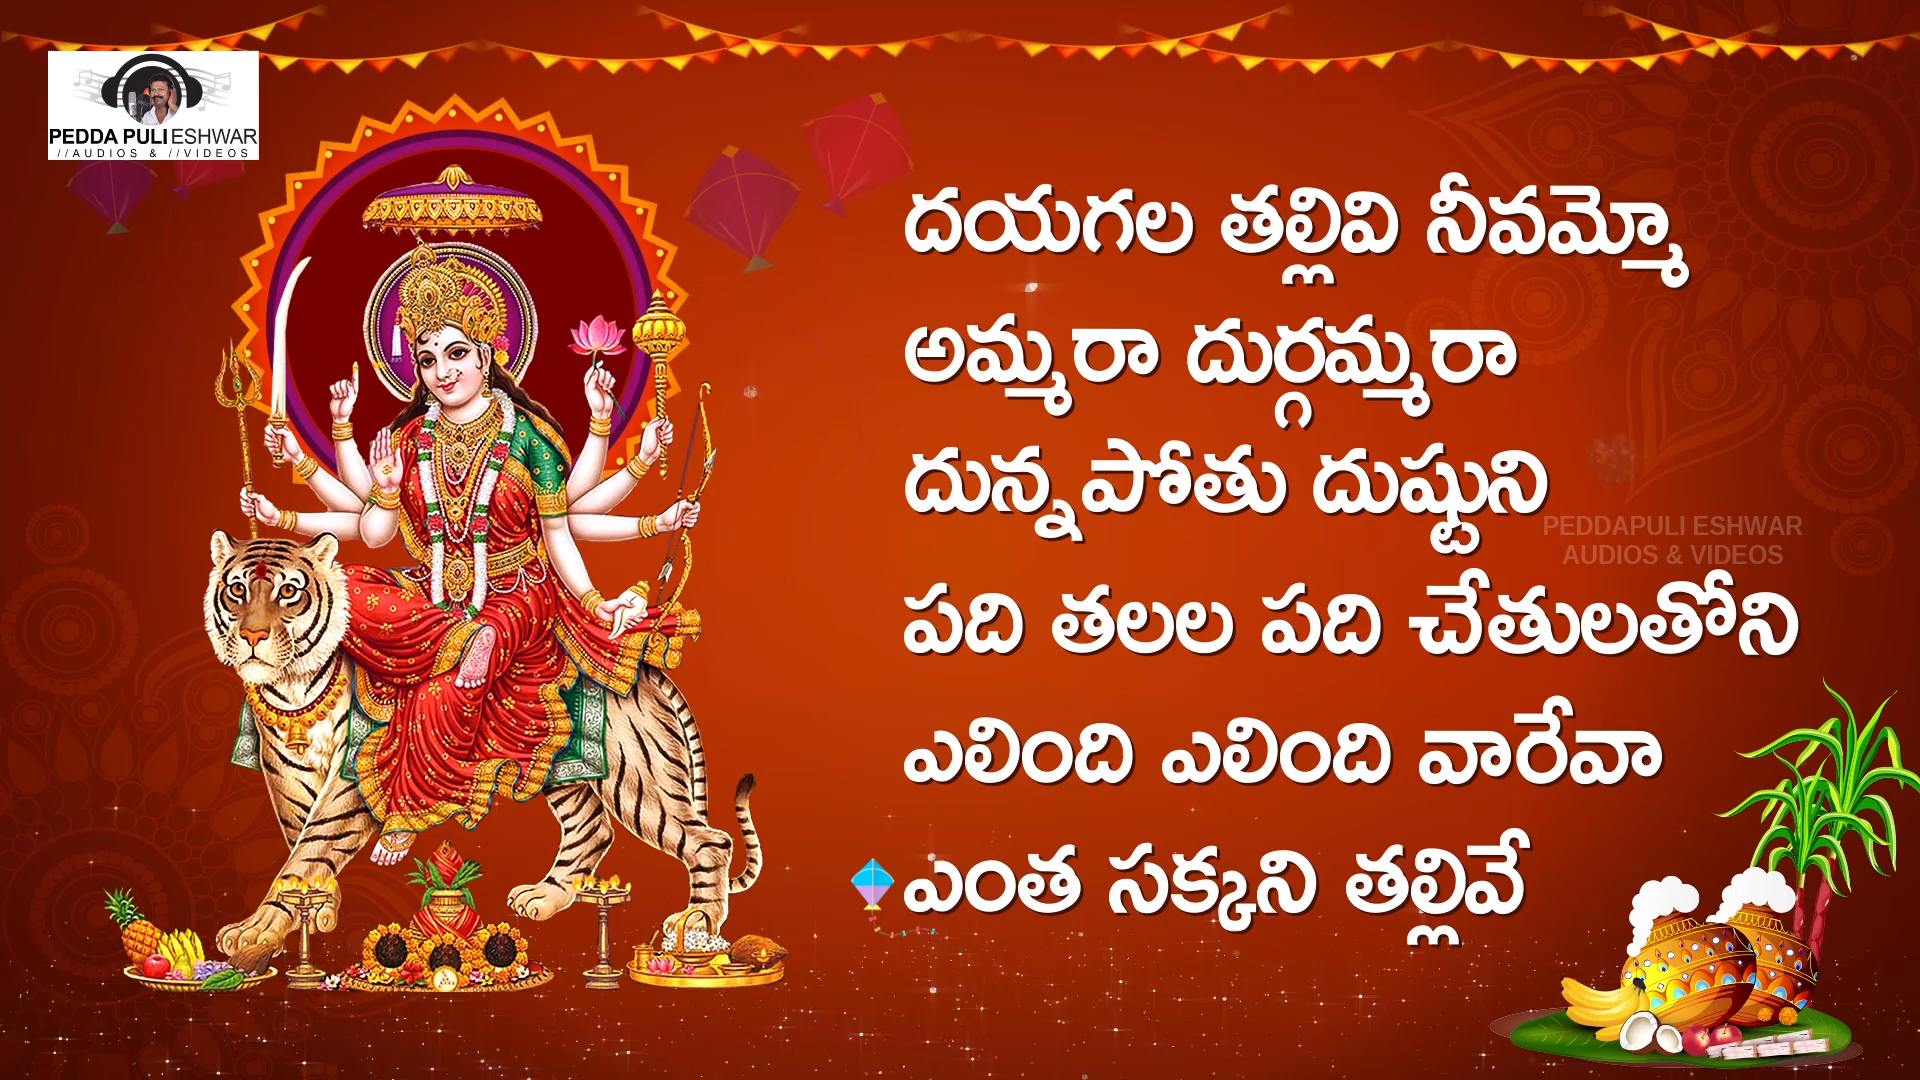 PEDDA PULI ESHWAR
//AUDIOS & //VIDEOS
దయగల తల్లివి నీవమ్మో
అమ్మరా దుర్గమ్మరా
దున్నపోతు దుష్టుని
పది తలల పది చేతులతోని
ఎలింది ఎలింది వారేవా
ఎంత సక్కని తల్లివే
PEDDAPULI ESHWAR
AUDIOS & VIDEOS